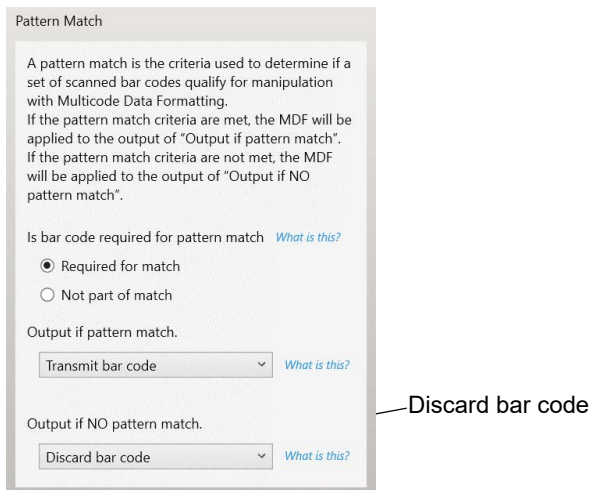 Pattern Match
A pattern match is the criteria used to determine if a
set of scanned bar codes qualify for manipulation
with Multicode Data Formatting.
If the pattern match criteria are met, the MDF will be
applied to the output of "Output if pattern match".
If the pattern match criteria are not met, the MDF
will be applied to the output of "Output if NO
pattern match".
Is bar code required for pattern match What is this?
Required for match
Not part of match
Output if pattern match.
Transmit bar code What is this?
Discard bar code
Output if NO pattern match.
Discard bar code What is this?